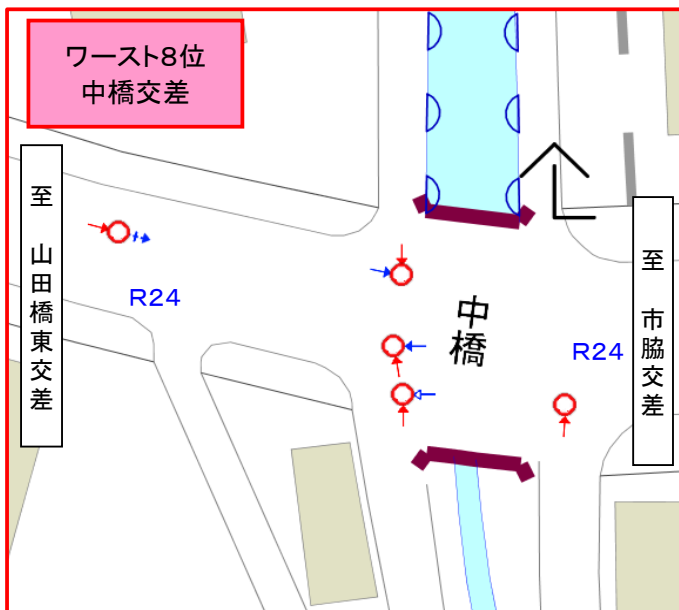 ワースト8位
中橋交差
至 山田橋東交差
R24
中橋
R24
至 市脇交差